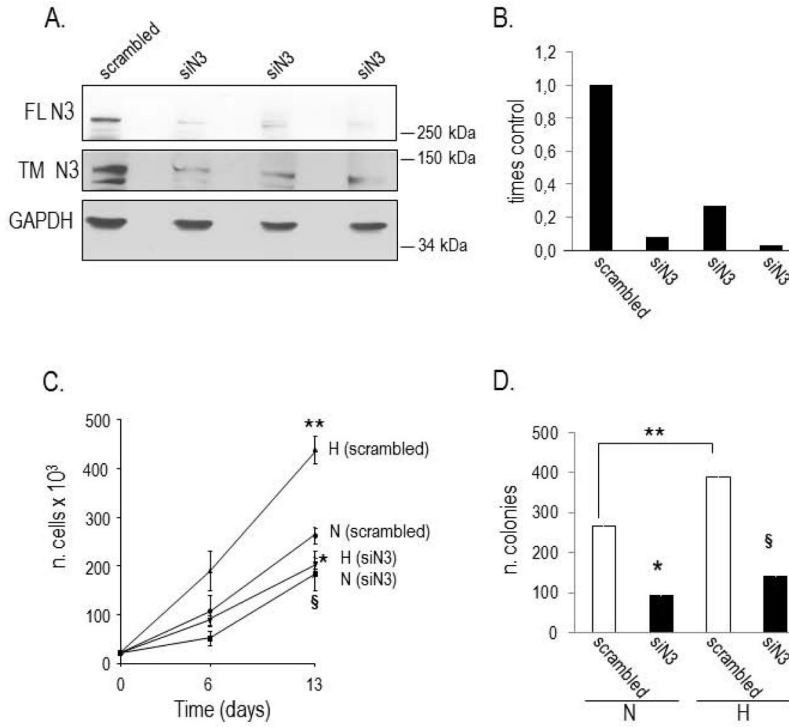 A.
scrambled siN3 siN3 siN3
FL N3
250 kDa
150 kDa
TM N3
GAPDH
34 kDa
B.
times control
1,2
1,0
0,8
0,6
0,4
0,2
0,0
scrambled siN3 siN3 siN3
C.
n. cells x 10³
500
400
300
200
100
0
**
H (scrambled)
N (scrambled)
* H (siN3)
N (siN3)
§
0 6 13
Time (days)
D.
n. colonies
500
400
300
200
100
0
**
*
§
scrambled siN3 scrambled siN3
N H